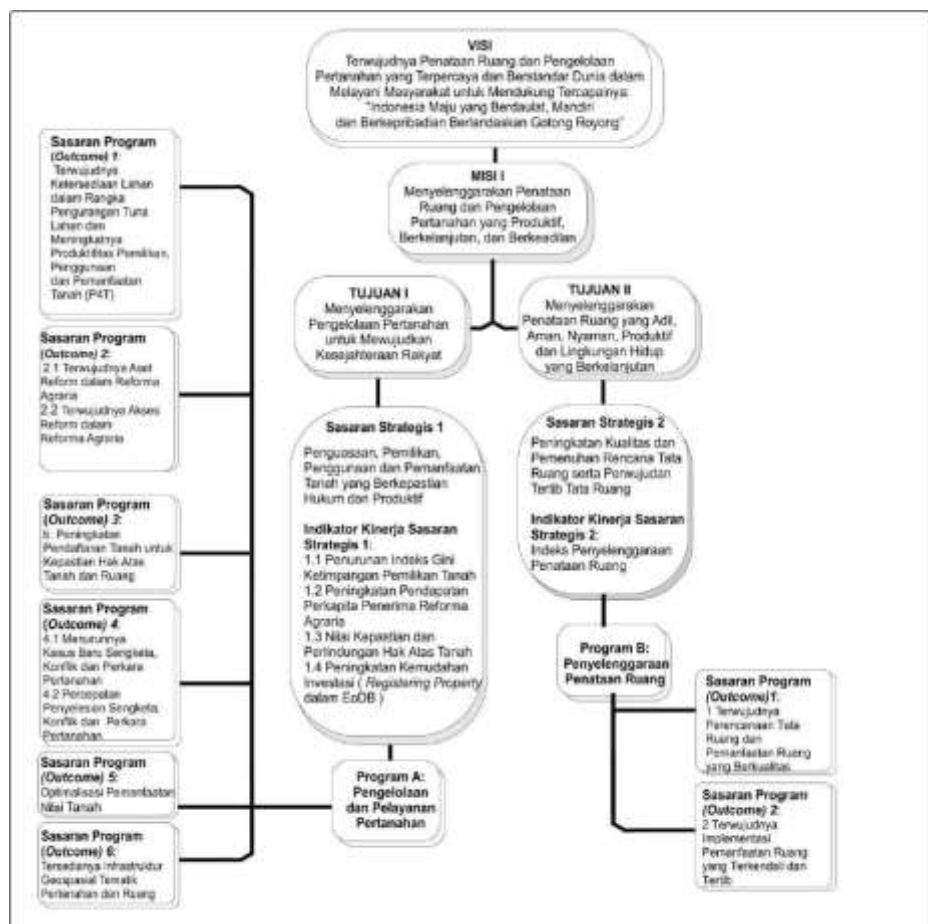 VISI
Terwujudnya Penataan Ruang dan Pengelolaan
Pertanahan yang Terpercaya dan Berstandar Dunia dalam
Melayani Masyarakat untuk Mendukung Tercapainya:
"Indonesia Maju yang Berdaulat, Mandiri
dan Berkepribadian Berlandaskan Gotong Royong"
MISI I
Menyelenggarakan Penataan
Ruang dan Pengelolaan
Pertanahan yang Produktif,
Berkelanjutan, dan Berkeadilan
TUJUAN I
Menyelenggarakan
Pengelolaan Pertanahan
untuk Mewujudkan
Kesejahteraan Rakyat
TUJUAN II
Menyelenggarakan
Penataan Ruang yang Adil,
Aman, Nyaman, Produktif
dan Lingkungan Hidup
yang Berkelanjutan
Sasaran Strategis 1
Penguasaan, Pemilikan,
Penggunaan dan Pemanfaatan
Tanah yang Berkepastian
Hukum dan Produktif
Indikator Kinerja Sasaran
Strategis 1:
1.1 Penurunan Indeks Gini
Ketimpangan Pemilikan Tanah
1.2 Peningkatan Pendapatan
Perkapita Penerima Reforma
Agraria
1.3 Nilai Kepastian dan
Perlindungan Hak Atas Tanah
1.4 Peningkatan Kemudahan
Investasi ( Registering Property
dalam EoDB )
Sasaran Strategis 2
Peningkatan Kualitas dan
Pemenuhan Rencana Tata
Ruang serta Perwujudan
Tertib Tata Ruang
Indikator Kinerja Sasaran
Strategis 2:
Indeks Penyelenggaraan
Penataan Ruang
Program A:
Pengelolaan
dan Pelayanan
Pertanahan
Program B:
Penyelenggaraan
Penataan Ruang
Sasaran Program
(Outcome) 1:
Terwujudnya
Ketersediaan Lahan
dalam Rangka
Pengurangan Tuna
Lahan dan
Meningkatnya
Produktifitas Pemilikan,
Penggunaan
dan Pemanfaatan
Tanah (P4T)
Sasaran Program
(Outcome) 2:
2.1 Terwujudnya Aset
Reform dalam Reforma
Agraria
2.2 Terwujudnya Akses
Reform dalam
Reforma Agraria
Sasaran Program
(Outcome) 3:
Peningkatan
Pendaftaran Tanah untuk
Kepastian Hak Atas
Tanah dan Ruang
Sasaran Program
(Outcome) 4:
4.1 Menurunnya
Kasus Baru Sengketa,
Konflik dan Perkara
Pertanahan
4.2 Percepatan
Penyelesaian Sengketa,
Konflik dan Perkara
Pertanahan
Sasaran Program
(Outcome) 5:
Optimalisasi Pemanfaatan
Nilai Tanah
Sasaran Program
(Outcome) 6:
Tersedianya Infrastruktur
Geospasial Tematik
Pertanahan dan Ruang
Sasaran Program
(Outcome)1:
1 Terwujudnya
Perencanaan Tata
Ruang dan
Pemanfaatan Ruang
yang Berkualitas
Sasaran Program
(Outcome) 2:
2 Terwujudnya
Implementasi
Pemanfaatan Ruang
yang Terkendali dan
Tertib